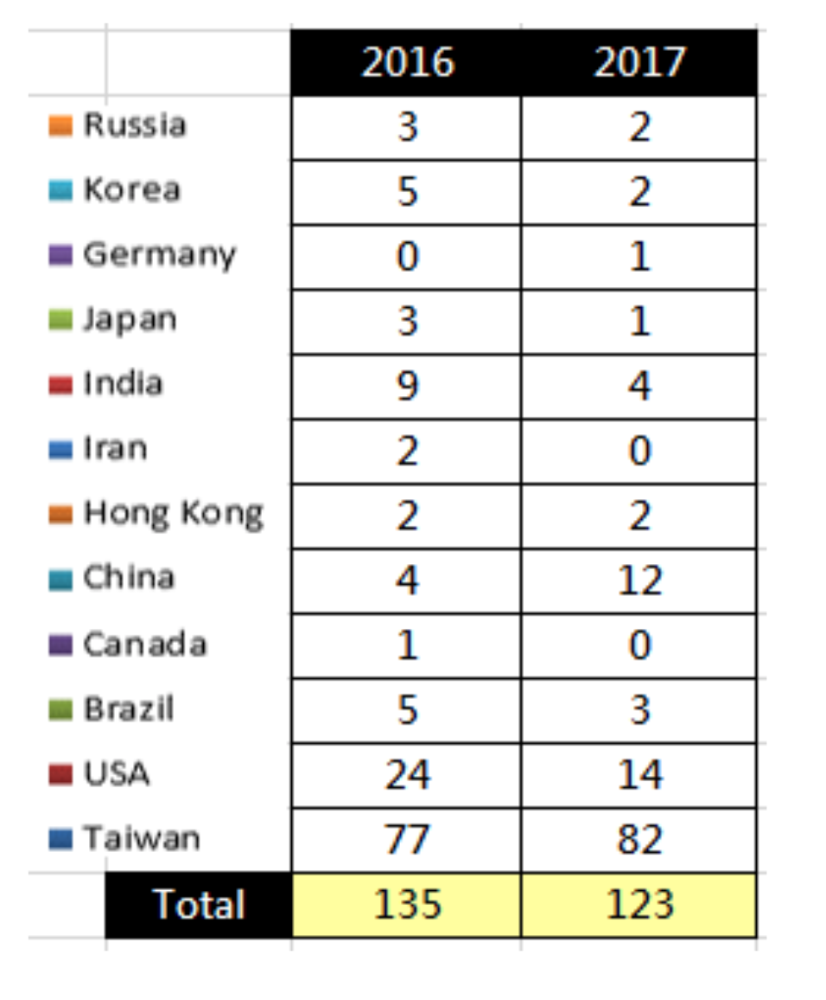 2016 2017
Russia 3 2
Korea 5 2
Germany 0 1
Japan 3 1
India 9 4
Iran 2 0
Hong Kong 2 2
China 4 12
Canada 1 0
Brazil 5 3
USA 24 14
Taiwan 77 82
Total 135 123